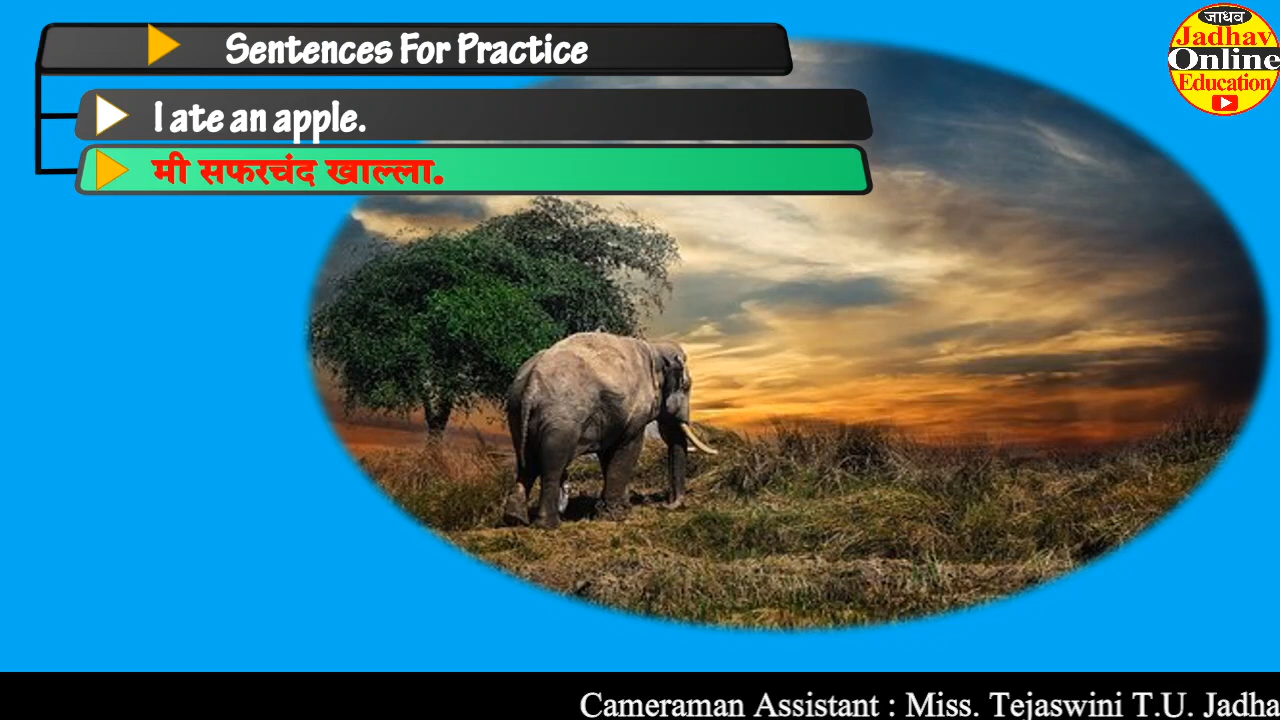 Sentences For Practice
I ate an apple.
मी सफरचंद खाल्ला.
जाधव
Jadhav
Online
Education
Cameraman Assistant : Miss. Tejaswini T.U. Jadha